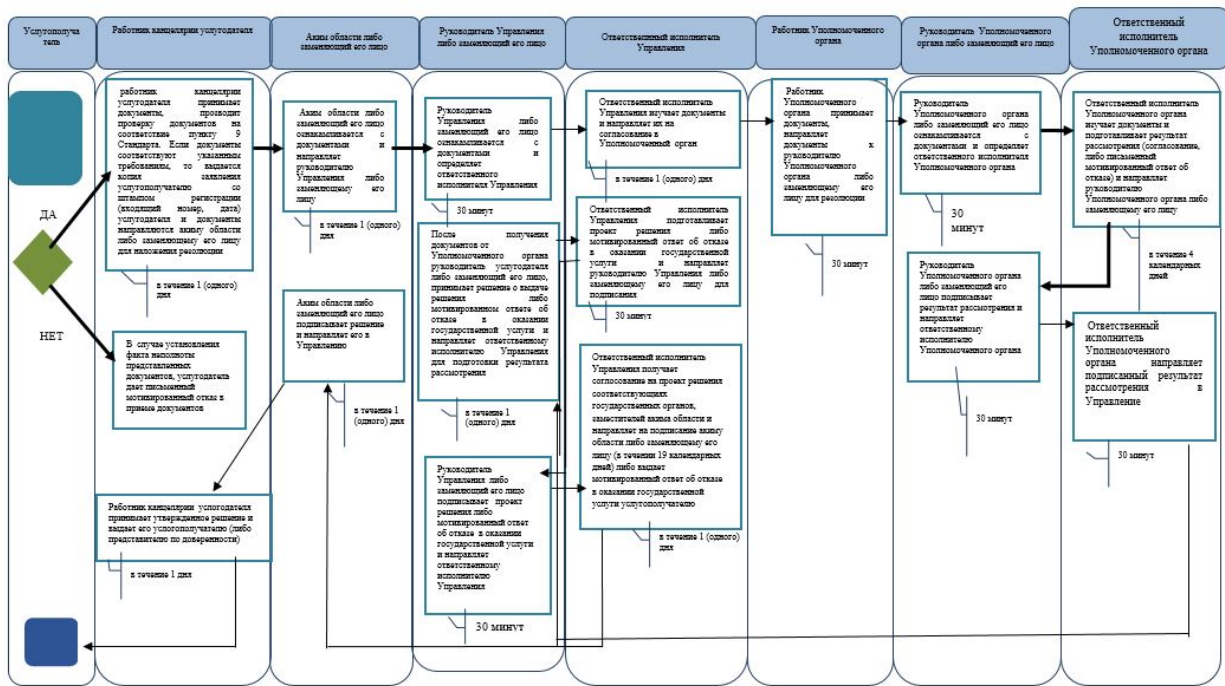 Услугополуча
тель
Работник канцелярии услугодателя
Аким области либо
заменяющий его лицо
Руководитель Управления
либо заменяющий его лицо
Ответственный исполнитель
Управления
Работник Уполномоченного
органа
Руководитель Уполномоченного
органа либо заменяющий его лицо
Ответственный
исполнитель
Уполномоченного органа
ДА
НЕТ
работник канцелярии
услугодателя принимает
документы, проводит
проверку документов на
соответствие пункту 9
Стандарта. Если документы
соответствуют указанным
требованиям, то выдается
копия заявления
услугополучателю со
штампом регистрации
(входящий номер, дата)
услугодателя и документы
направляются акиму области
либо заменяющему его лицу
для наложения резолюции
в течение 1 (одного)
дня
В случае установления
факта неполноты
представленных
документов, услугодатель
дает письменный
мотивированный отказ в
приеме документов
Работник канцелярии услогодателя
принимает утвержденное решение и
выдает его услогополучателю (либо
представителю по доверенности)
в течение 1 дня
Аким области либо
заменяющий его лицо
ознакамливается с
документами и
направляет
руководителю
Управления либо
заменяющему его
лицу
в течение 1 (одного)
дня
Аким области либо
заменяющий его лицо
подписывает решение
и направляет его в
Управлению
в течение 1
(одного) дня
Руководитель
Управления либо
заменяющий его лицо
ознакамливается с
документами и
определяет
ответственного
исполнителя Управления
30 минут
После получения
документов от
Уполномоченного органа
руководитель услугодателя
либо заменяющий его лицо,
принимает решение о выдаче
решения либо
мотивированном ответе об
отказе в оказании
государственной услуги и
направляет ответственному
исполнителю Управления
для подготовки результата
рассмотрения
в течение 1
(одного) дня
Руководитель
Управления либо
заменяющий его лицо
подписывает проект
решения либо
мотивированный ответ
об отказе в оказании
государственной услуги
и направляет
ответственному
исполнителю
Управления
30 минут
Ответственный исполнитель
Управления изучает документы и
направляет их на
согласование в
Уполномоченный орган
в течение 1 (одного) дня
Ответственный исполнитель
Управления подготавливает
проект решения либо
мотивированный ответ об отказе
в оказании государственной
услуги и направляет
руководителю Управления либо
заменяющему его лицу для
подписания
30 минут
Ответственный исполнитель
Управления получает
согласование на проект решения
соответствующих
государственных органов,
заместителей акима области и
направляет на подписание акиму
области либо заменяющему его
лицу (в течении 19 календарных
дней) либо выдает
мотивированный ответ об отказе
в оказании государственной
услуги услугополучателю
в течение 1 (одного)
дня
Работник
Уполномоченного
органа принимает
документы,
направляет
документы к
руководителю
Уполномоченного
органа либо
заменяющему его
лицу для резолюции
30 минут
Руководитель
Уполномоченного органа
либо заменяющий его лицо
ознакамливается с
документами и определяет
ответственного исполнителя
Уполномоченного органа
30
минут
Руководитель
Уполномоченного органа
либо заменяющий его
лицо подписывает
результат рассмотрения и
направляет
ответственному
исполнителю
Уполномоченного органа
30 минут
Ответственный исполнитель
Уполномоченного органа
изучает документы и
подготавливает результат
рассмотрения (согласование,
либо письменный
мотивированный ответ об
отказе) и направляет
руководителю
Уполномоченного органа либо
заменяющему его лицу
в течение 4
календарных
дней
Ответственный
исполнитель
Уполномоченного
органа направляет
подписанный результат
рассмотрения в
Управление
30 минут